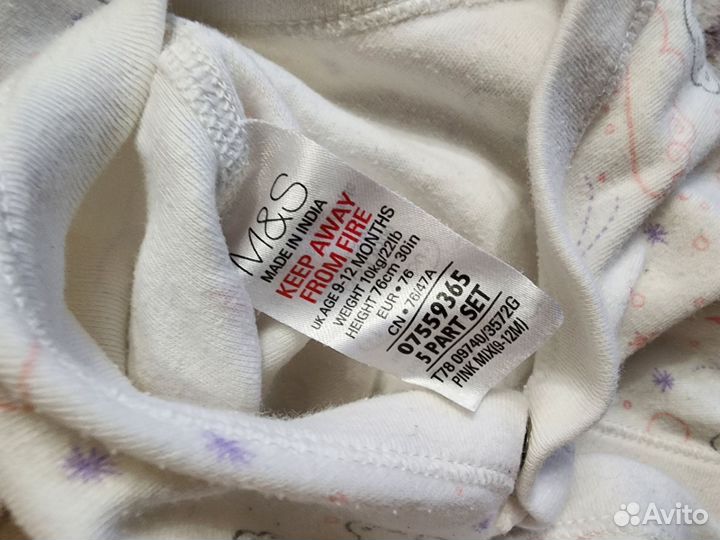 M&S
MADE IN INDIA
KEEP AWAY
FROM FIRE
UK AGE 9-12 MONTHS
WEIGHT 10kg/22lb
HEIGHT 76cm 30in
EUR•76
CN•76/47A
07559365
5 PART SET
T78 09740/3572G
PINK MIX(9-12M)
Avito